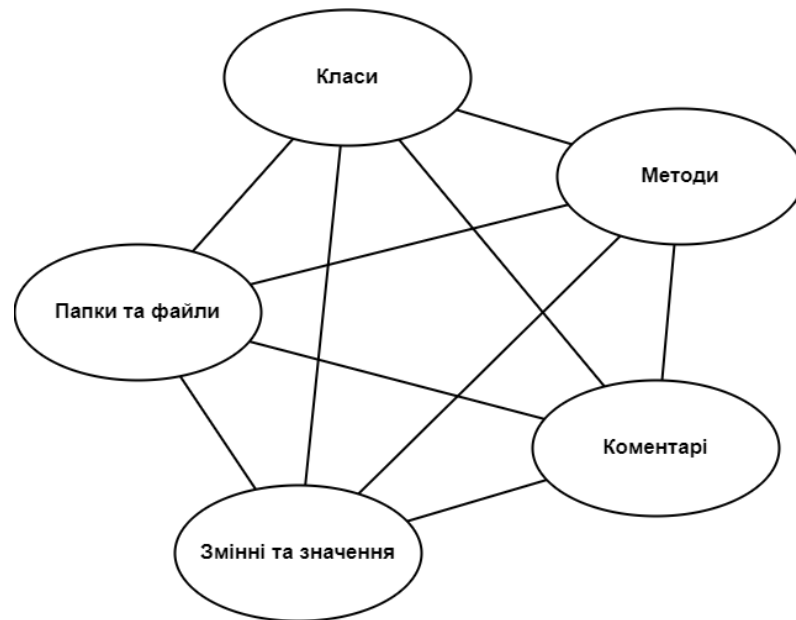 Класи
Методи
Папки та файли
Коментарі
Змінні та значення